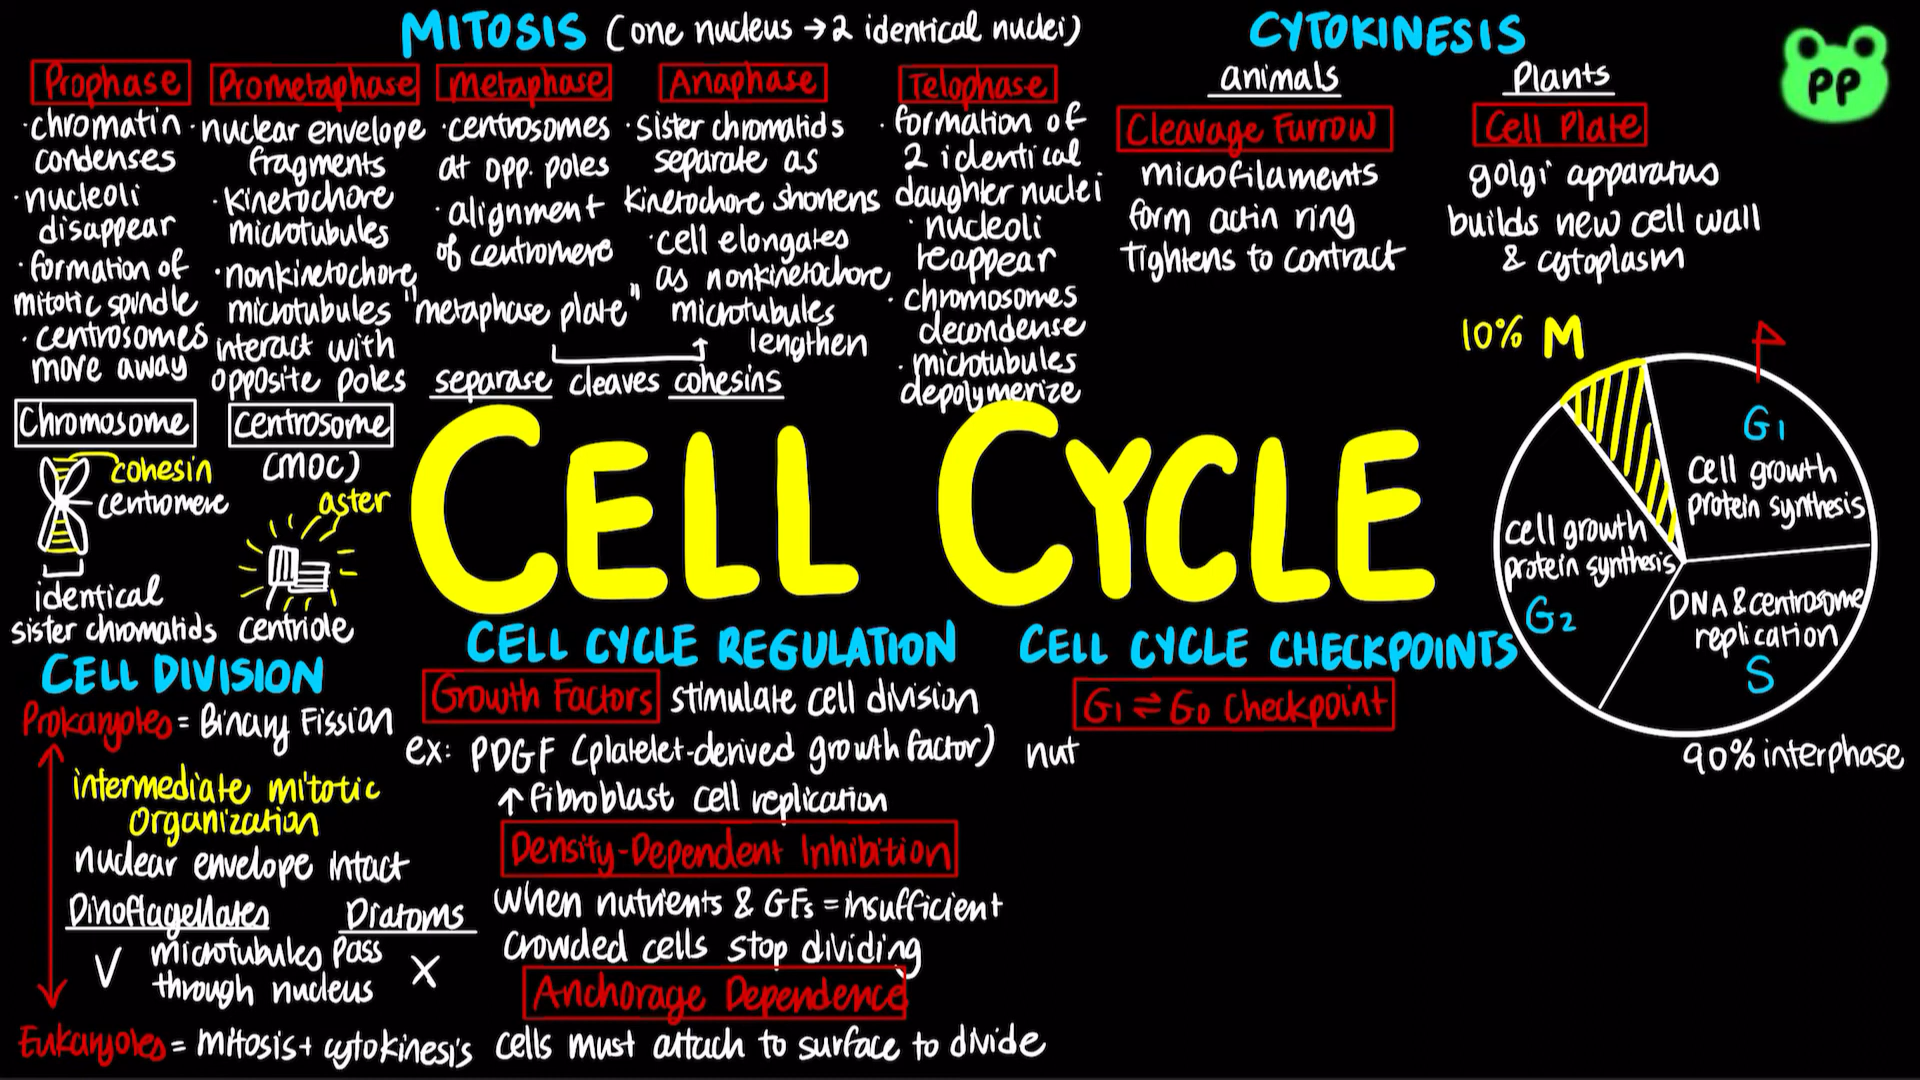 MITOSIS (one nucleus → 2 identical nuclei)
Prophase
·chromatin
condenses
·nucleoli
disappear
·formation of
mitotic spindle
·centrosomes
move away
Prometaphase
·nuclear envelope
fragments
·kinetochore
microtubules
·nonkinetochore
microtubules
interact with
opposite poles
metaphase
·centrosomes
at opp. poles
·alignment
of centromere
"metaphase plate"
Anaphase
·sister chromatids
separate as
kinetochore shortens
·cell elongates
as nonkinetochore
microtubules
lengthen
separase cleaves cohesins
Telophase
·formation of
2 identical
daughter nuclei
·nucleoli
reappear
·chromosomes
decondense
·microtubules
depolymerize
CYTOKINESIS
animals
Cleavage Furrow
microfilaments
form actin ring
tightens to contract
Plants
Cell Plate
golgi apparatus
builds new cell wall
& cytoplasm
PP
Chromosome
cohesin
centromere
identical
sister chromatids
centrosome
(MOC)
aster
centriole
CELL CYCLE
10% M
G1
cell growth
protein synthesis
cell growth
protein synthesis
G2
DNA & centrosome
replication
S
90% interphase
CELL DIVISION
Prokaryotes = Binary Fission
intermediate mitotic
organization
nuclear envelope intact
Dinoflagellates Diatoms
V microtubules pass X
through nucleus
Eukaryotes = mitosis + cytokinesis
CELL CYCLE REGULATION
Growth Factors stimulate cell division
ex: PDGF (platelet-derived growth factor)
↑ fibroblast cell replication
Density-Dependent Inhibition
when nutrients & GFs = insufficient
crowded cells stop dividing
Anchorage Dependence
cells must attach to surface to divide
CELL CYCLE CHECKPOINTS
G1 ⇌ G0 Checkpoint
nut